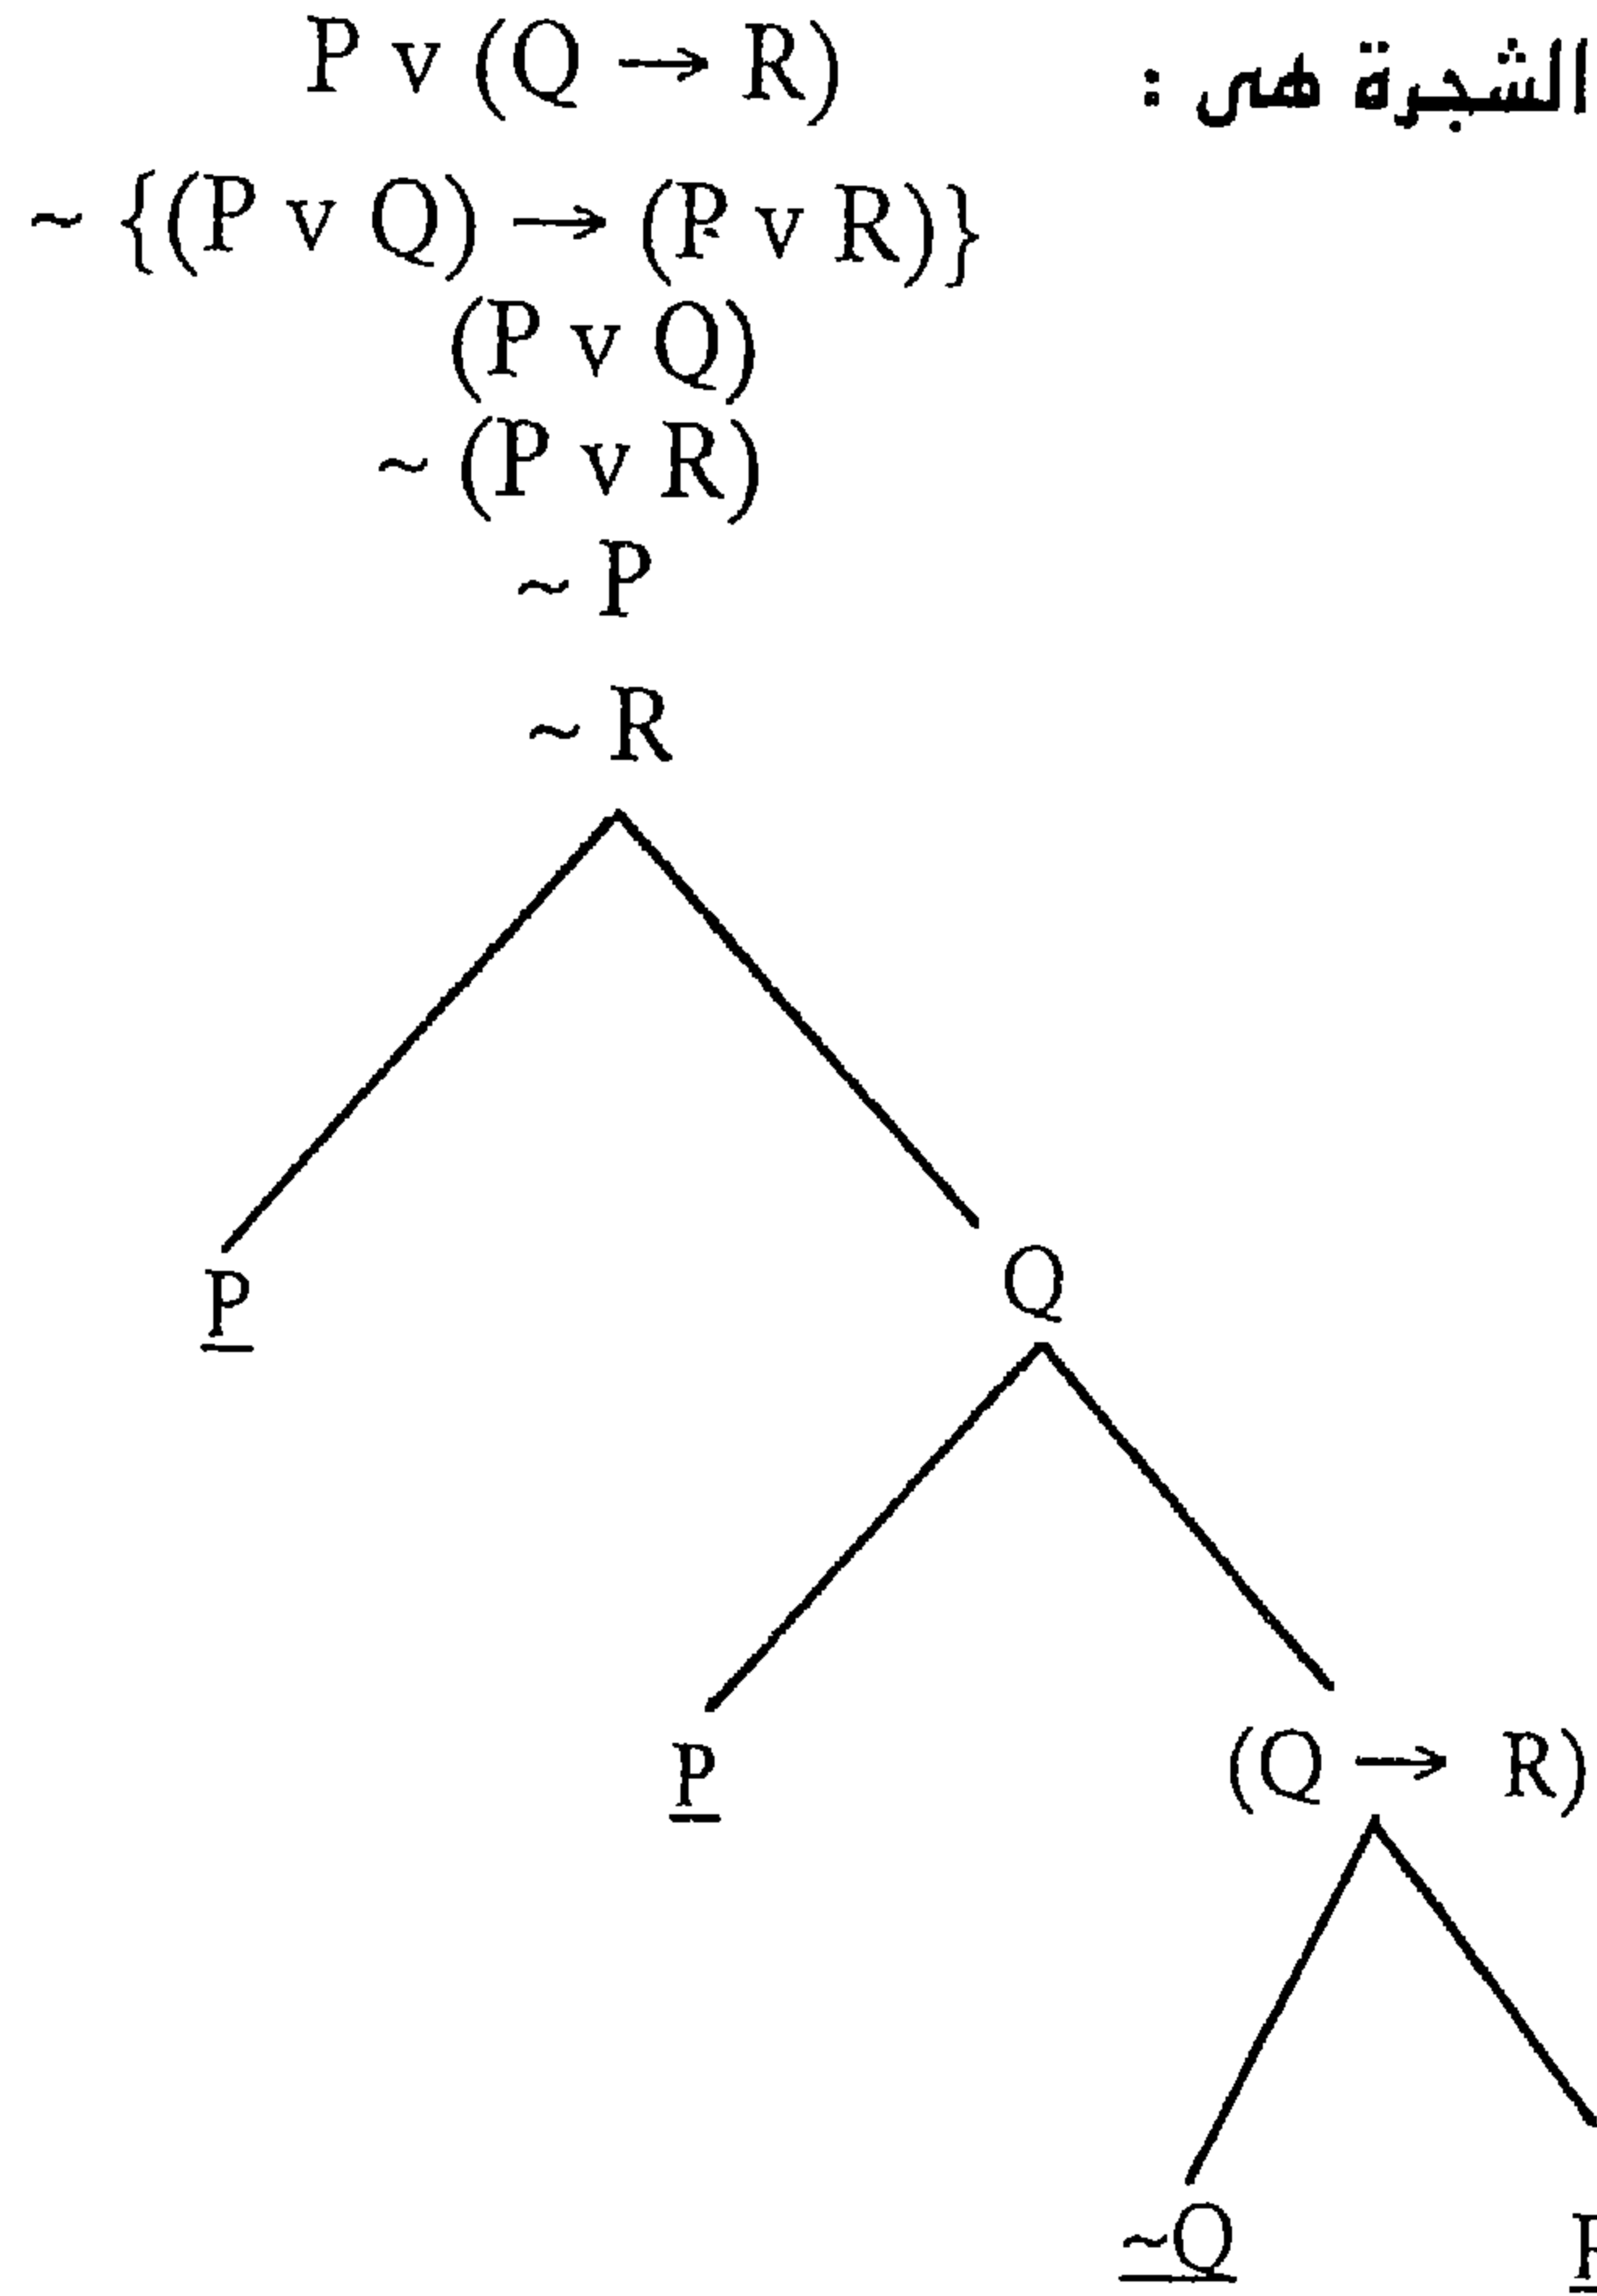 الشجرة هى :
P v (Q → R)
~ {(P v Q) → (P v R)}
(P v Q)
~ (P v R)
~ P
~ R
P
Q
P
(Q → R)
~Q